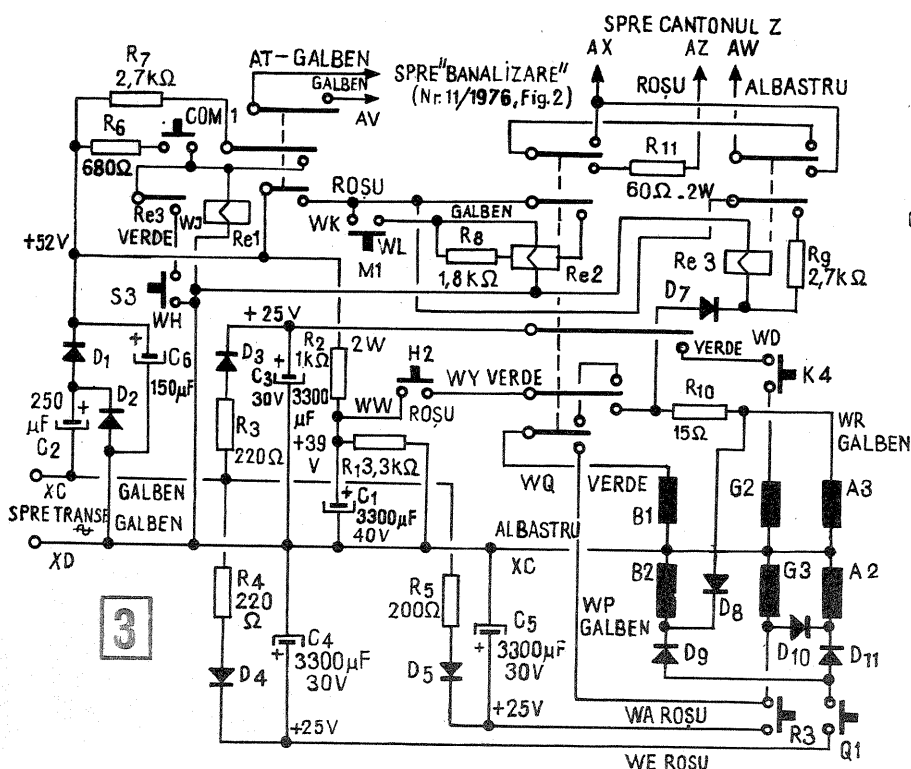 SPRE CANTONUL Z
AX AZ AW
R7
2,7kΩ
AT-GALBEN
GALBEN
AV
SPRE "BANALIZARE"
(Nr.11/1976, Fig.2)
ROȘU
ALBASTRU
COM 1
R6
680Ω
R11
60Ω-2W
Re3
WJ
Re1
VERDE
ROȘU
WK
WL
M1
GALBEN
R8
1,8kΩ
Re2
Re 3
R9
2,7kΩ
+52V
S3
WH
D7
+25V
D3
C3
30V
R2
1kΩ
2W
3300
μF
H2
WY VERDE
WW
ROȘU
VERDE
WD
K4
D1
C6
150μF
D2
250
μF
C2
R3
220Ω
+39
V
R1 3,3kΩ
C1
3300μF
40V
R10
15Ω
WR
GALBEN
WQ
VERDE
B1
G2
A3
XC
GALBEN
SPRE TRANSF
GALBEN
XD
ALBASTRU
XC
B2
G3
A2
D8
R4
220
Ω
R5
200Ω
WP
GALBEN
D9
D10
D11
C4
3300μF
30V
C5
3300μF
30V
D4
D5
3
+25V
+25V
WA ROȘU
R3
Q1
WE ROȘU